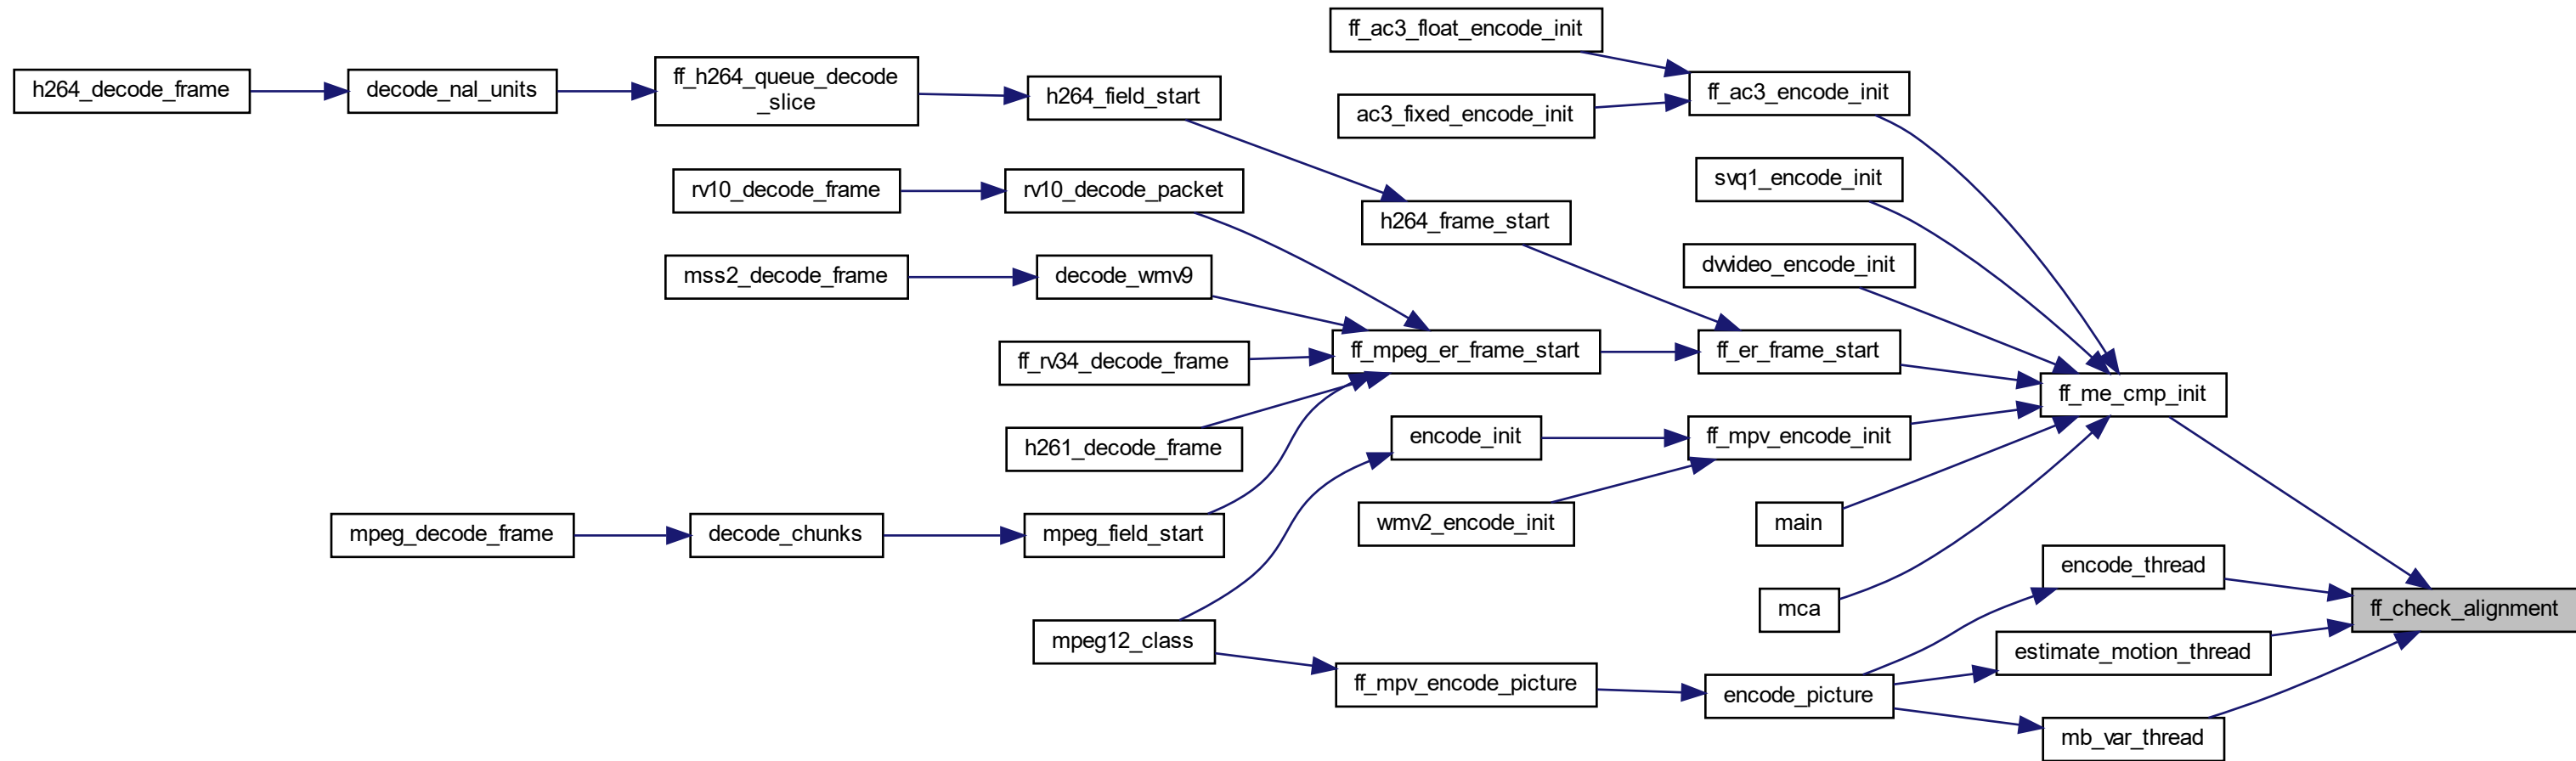 ff_ac3_float_encode_init
h264_decode_frame
decode_nal_units
ff_h264_queue_decode
_slice
h264_field_start
ff_ac3_encode_init
ac3_fixed_encode_init
rv10_decode_frame
rv10_decode_packet
svq1_encode_init
h264_frame_start
mss2_decode_frame
decode_wmv9
dvvideo_encode_init
ff_rv34_decode_frame
ff_mpeg_er_frame_start
ff_er_frame_start
ff_me_cmp_init
h261_decode_frame
encode_init
ff_mpv_encode_init
mpeg_decode_frame
decode_chunks
mpeg_field_start
wmv2_encode_init
main
encode_thread
mca
ff_check_alignment
mpeg12_class
estimate_motion_thread
ff_mpv_encode_picture
encode_picture
mb_var_thread